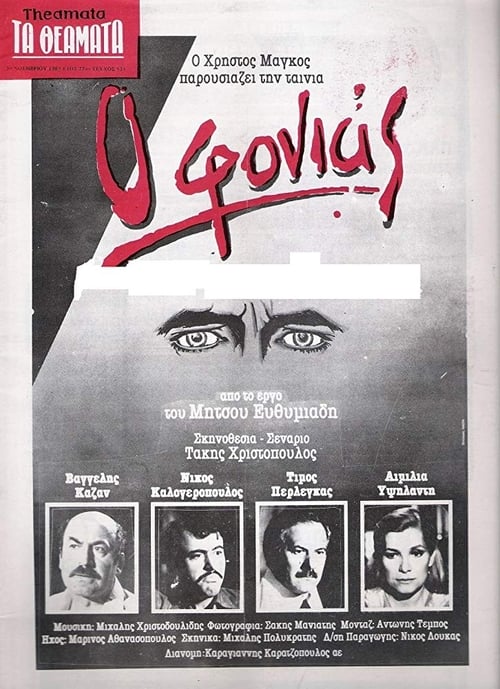 Theamata
ΤΑ ΘΕΑΜΑΤΑ
Ο Χρηστος Μαγκος
παρουσιαζει την ταινια
Ο φονιάς
απο το έργο
του Μητσου Ευθυμιαδη
Σκηνοθεσια - Σεναριο
Τακης Χριστοπουλος
Βαγγελης Καζαν
Νικος Καλογεροπουλος
Τιμος Περλεγκας
Αιμιλια Υψηλαντη
Μουσικη: Μιχαλης Χριστοδουλιδης Φωτογραφια: Σακης Μανιατης Μονταζ: Αντωνης Τεμπος
Ηχος: Μαρινος Αθανασοπουλος Σκηνικα: Μιχαλης Πολυκρατης Δ/ση Παραγωγης: Νικος Δουκας
Διανομη: Καραγιαννης Καρατζοπουλος αε